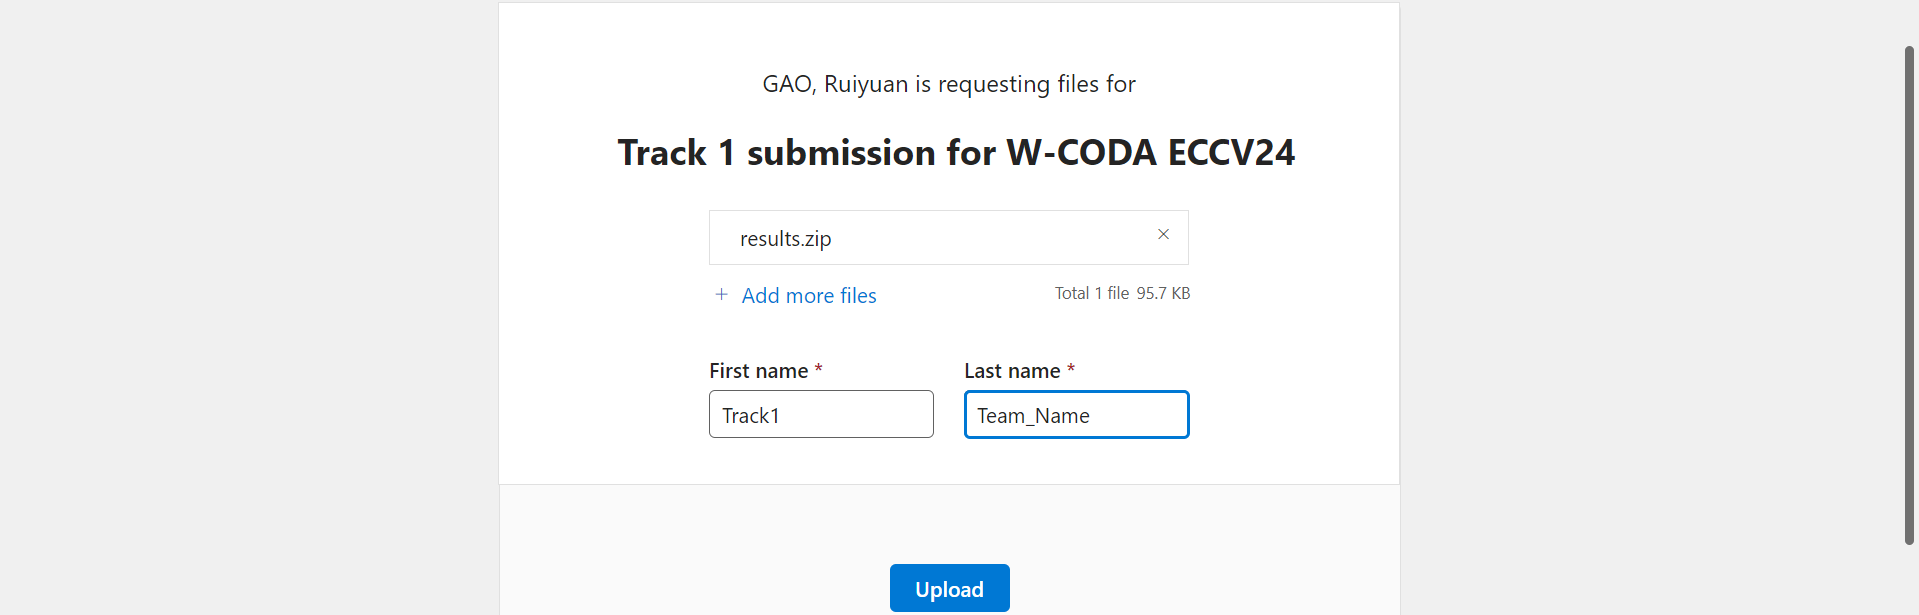 GAO, Ruiyuan is requesting files for
Track 1 submission for W-CODA ECCV24
results.zip
+ Add more files Total 1 file 95.7 KB
First name * Last name *
Track1 Team_Name
Upload